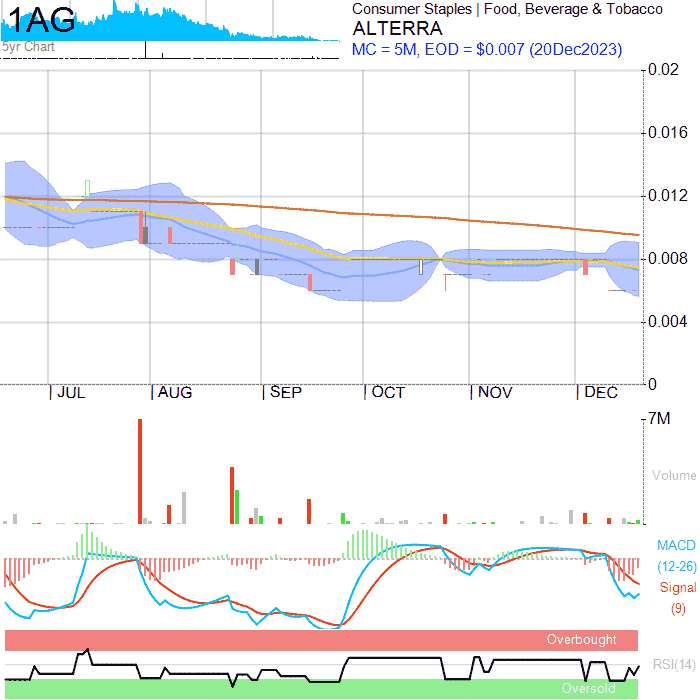 1AG
5yr Chart
Consumer Staples | Food, Beverage & Tobacco
ALTERRA
MC = 5M, EOD = $0.007 (20Dec2023)
0.02
0.016
0.012
0.008
0.004
0
JUL AUG SEP OCT NOV DEC
7M
Volume
MACD
(12-26)
Signal
(9)
Overbought
RSI(14)
Oversold